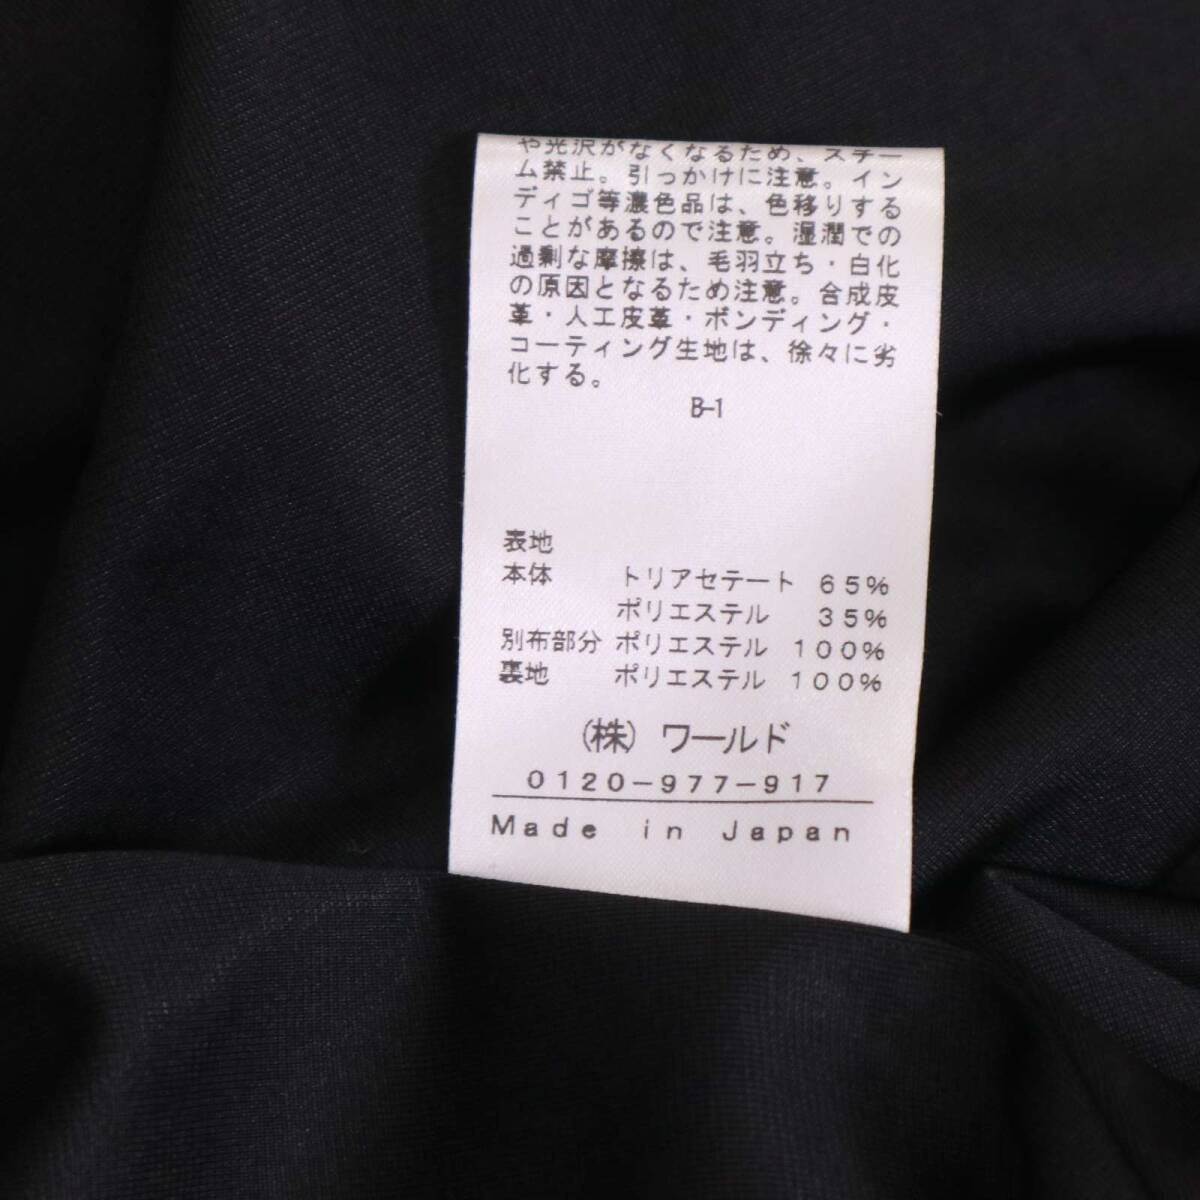 や光沢がなくなるため、スチー
ム禁止。引っかけに注意。イン
ディゴ等濃色品は、色移りする
ことがあるので注意。湿潤での
過剰な摩擦は、毛羽立ち・白化
の原因となるため注意。合成皮
革・人工皮革・ボンディング・
コーティング生地は、徐々に劣
化する。
B-1
表地
本体 トリアセテート 65%
ポリエステル 35%
別布部分 ポリエステル 100%
裏地 ポリエステル 100%
(株) ワールド
0120-977-917
Made in Japan